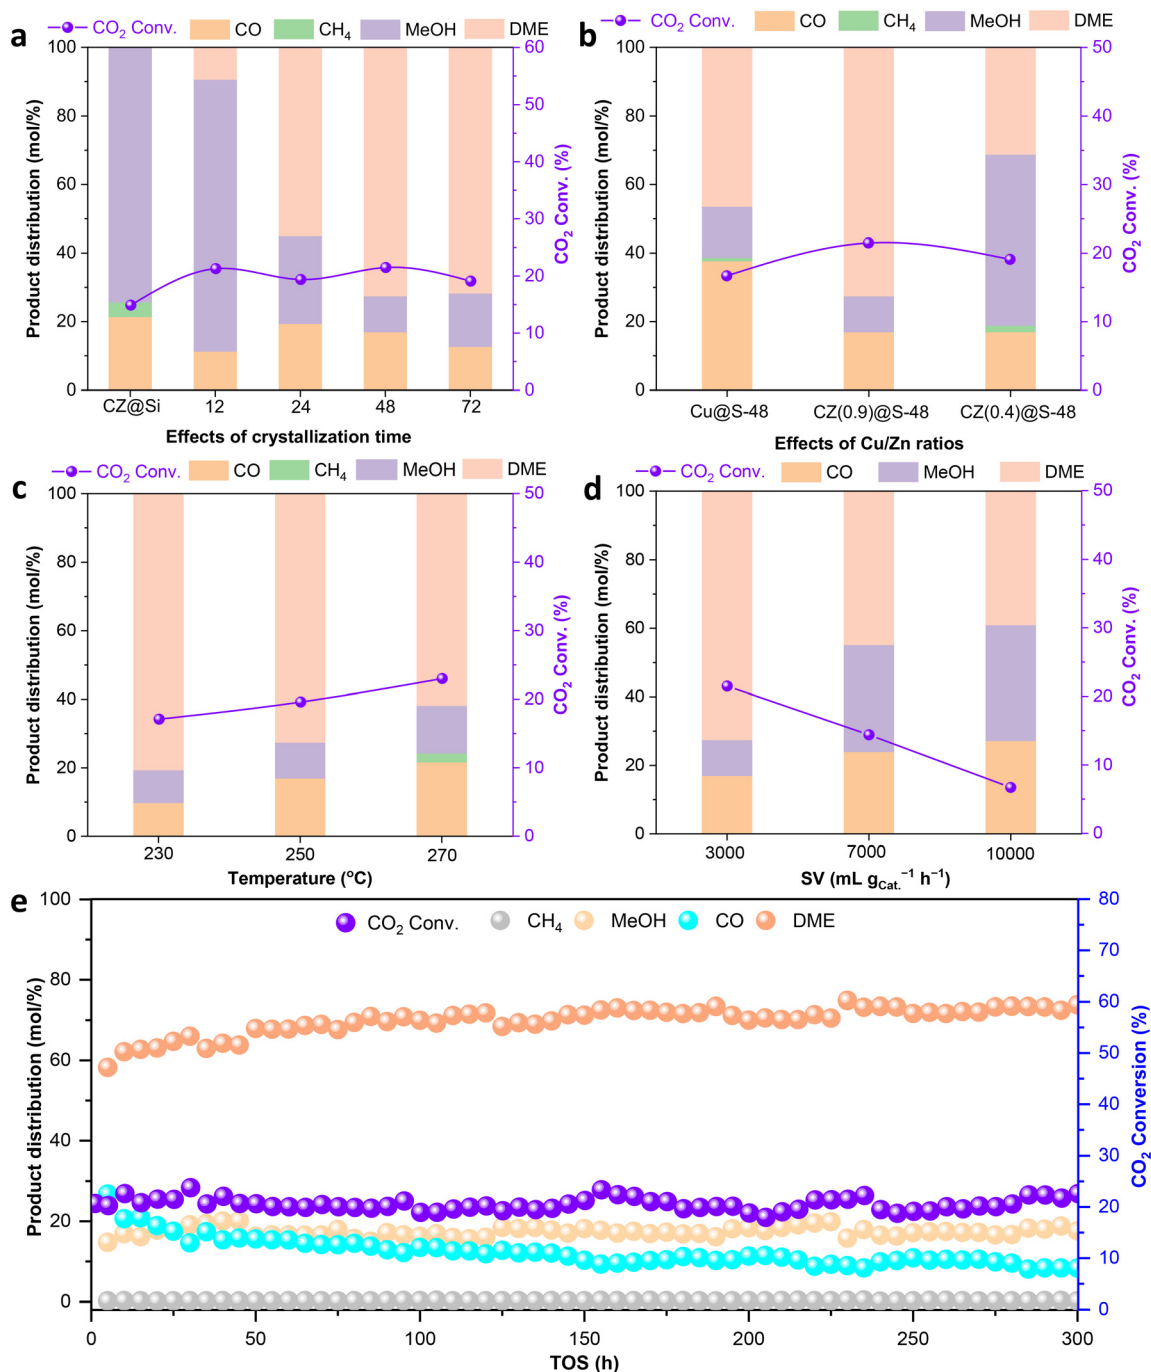 a
CO₂ Conv. CO CH₄ MeOH DME
Product distribution (mol/%)
100
80
60
40
20
0
CO₂ Conv. (%)
60
50
40
30
20
10
0
CZ@Si 12 24 48 72
Effects of crystallization time
b
CO₂ Conv. CO CH₄ MeOH DME
Product distribution (mol/%)
100
80
60
40
20
0
CO₂ Conv. (%)
50
40
30
20
10
0
Cu@S-48 CZ(0.9)@S-48 CZ(0.4)@S-48
Effects of Cu/Zn ratios
c
CO₂ Conv. CO CH₄ MeOH DME
Product distribution (mol/%)
100
80
60
40
20
0
CO₂ Conv. (%)
50
40
30
20
10
0
230 250 270
Temperature (°C)
d
CO₂ Conv. CO MeOH DME
Product distribution (mol/%)
100
80
60
40
20
0
CO₂ Conv. (%)
50
40
30
20
10
0
3000 7000 10000
SV (mL g_Cat.⁻¹ h⁻¹)
e
CO₂ Conv. CH₄ MeOH CO DME
Product distribution (mol/%)
100
80
60
40
20
0
CO₂ Conversion (%)
80
70
60
50
40
30
20
10
0
0 50 100 150 200 250 300
TOS (h)